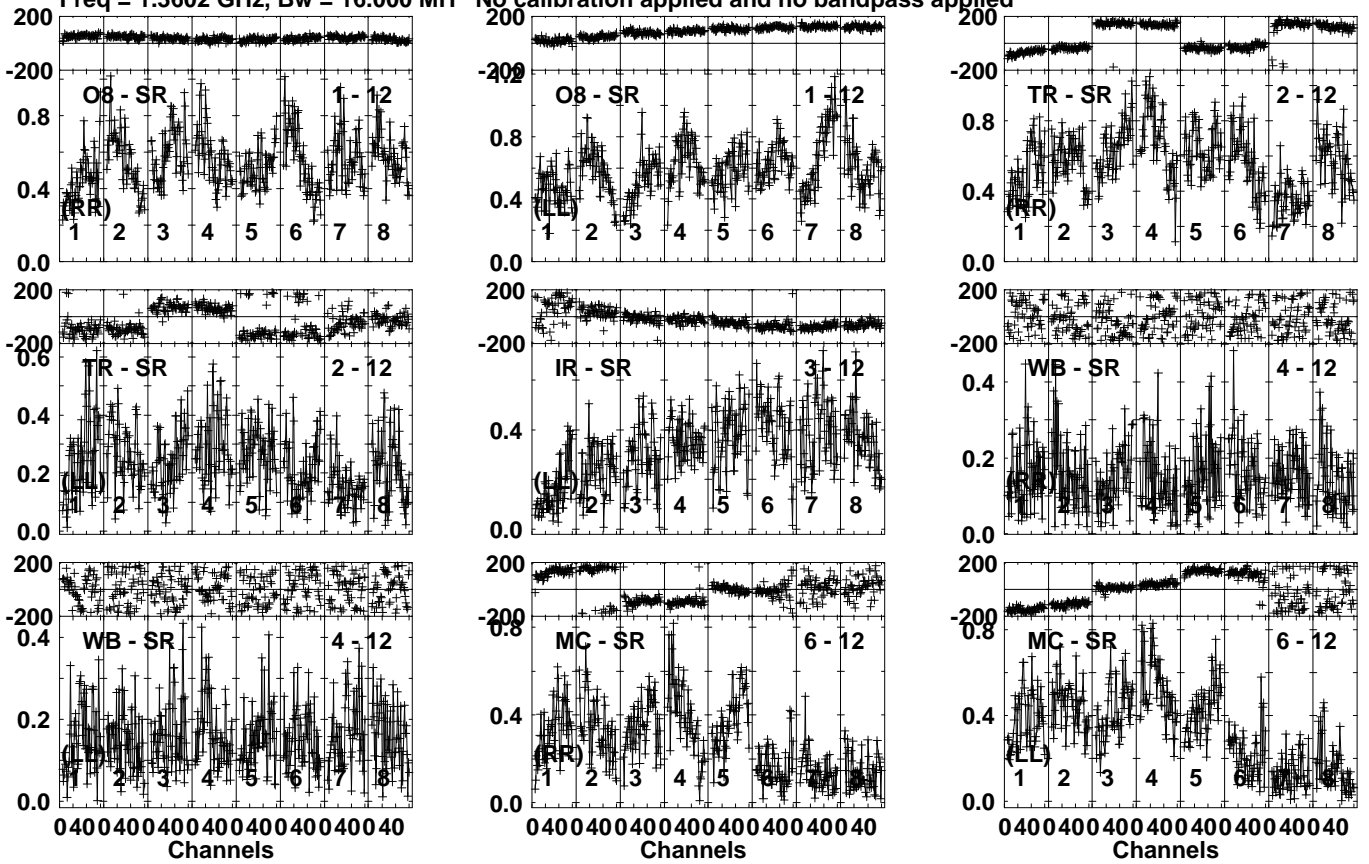 Freq = 1.3602 GHz, Bw = 16.000 MH No calibration applied and no bandpass applied
200 200 200
-200 -200 -200
1.2
O8 - SR 1 - 12 O8 - SR 1 - 12 TR - SR 2 - 12
0.8 0.8 0.8
0.4 0.4 0.4
(RR) (LL) (RR)
1 2 3 4 5 6 7 8 1 2 3 4 5 6 7 8 1 2 3 4 5 6 7 8
0.0 0.0 0.0
200 200 200
-200 -200 -200
0.6
TR - SR 2 - 12 IR - SR 3 - 12 WB - SR 4 - 12
0.4 0.4 0.4
0.2 0.2
(LL) (LL) (RR)
1 2 3 4 5 6 7 8 1 2 3 4 5 6 7 8 1 2 3 4 5 6 7 8
0.0 0.0 0.0
200 200 200
-200 -200 -200
0.4 0.8 0.8
WB - SR 4 - 12 MC - SR 6 - 12 MC - SR 6 - 12
0.2 0.4 0.4
(LL) (RR) (LL)
1 2 3 4 5 6 7 8 1 2 3 4 5 6 7 8 1 2 3 4 5 6 7 8
0.0 0.0 0.0
0 40 0 40 0 40 0 40 0 40 0 40 0 40 0 40 0 40 0 40 0 40 0 40 0 40 0 40 0 40 0 40 0 40 0 40 0 40 0 40 0 40 0 40 0 40 0 40
Channels Channels Channels